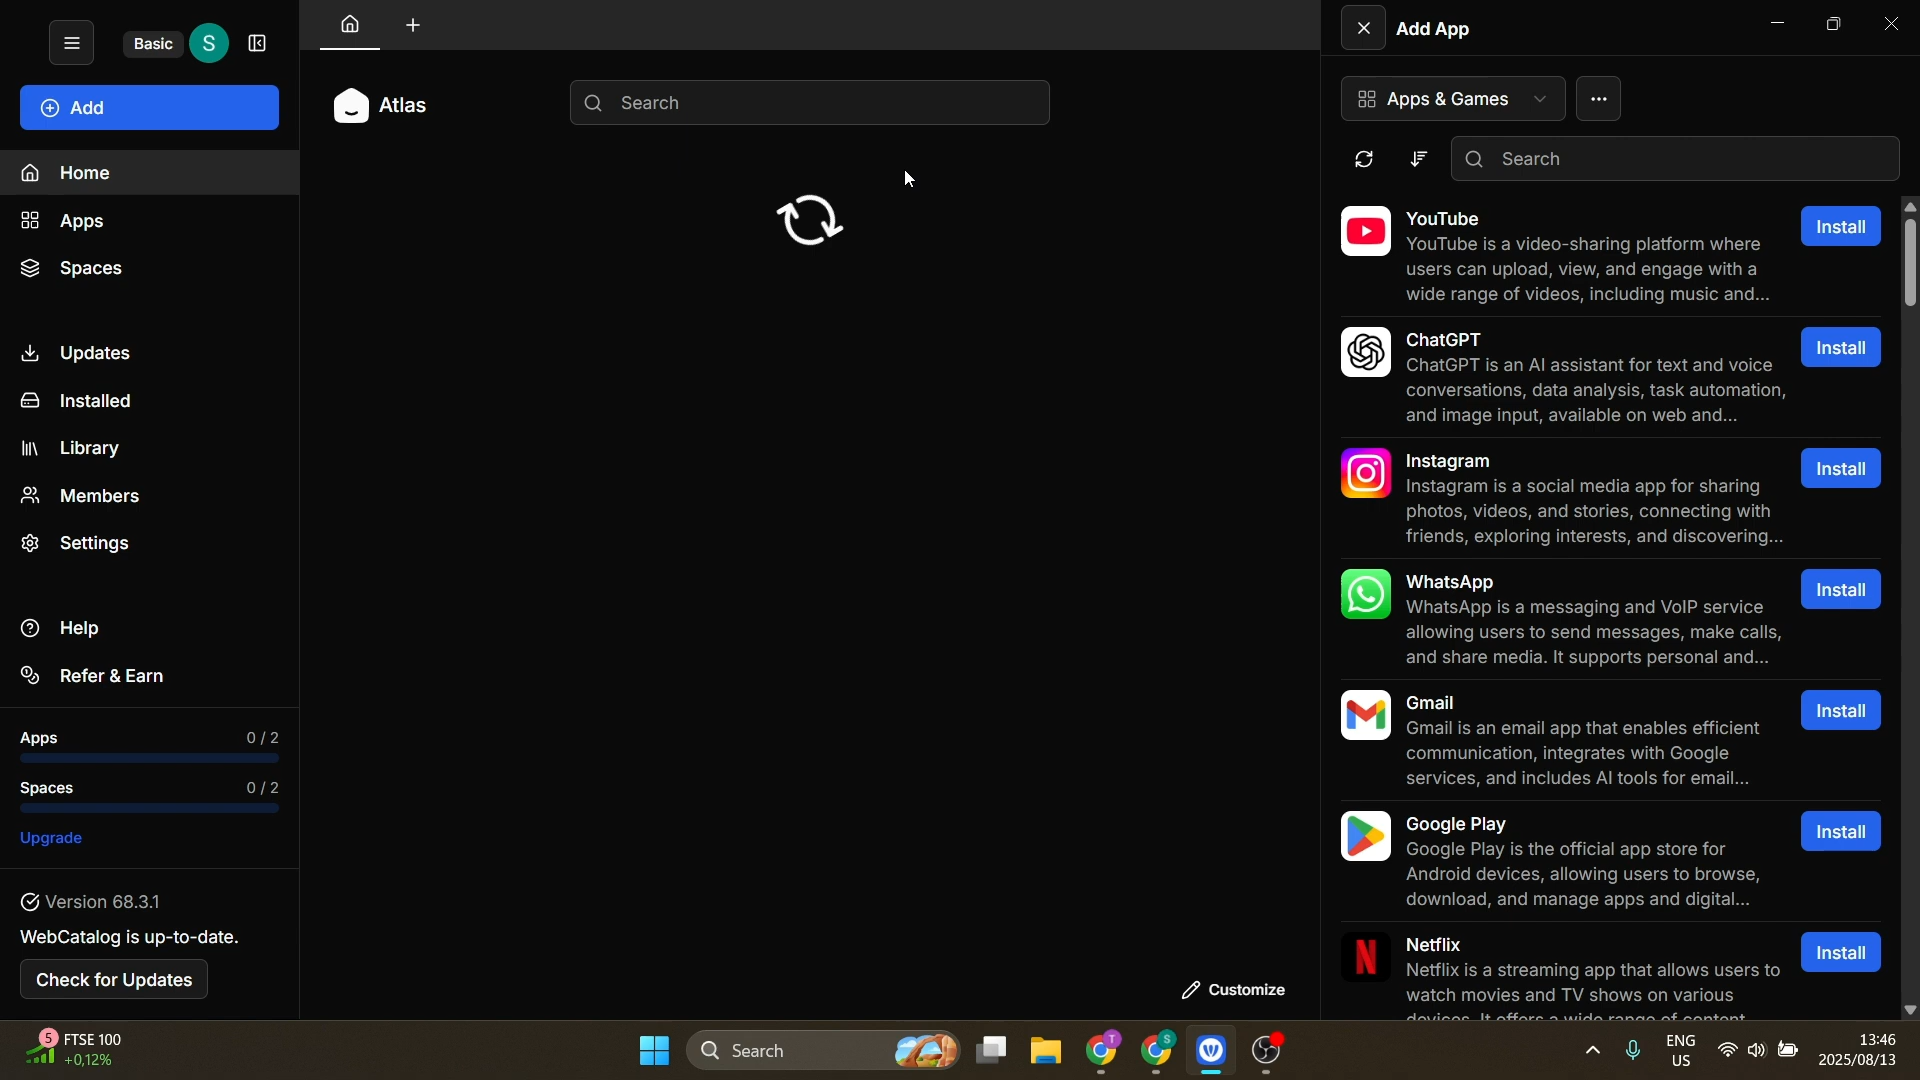 Basic
S
Add
Home
Apps
Spaces
Updates
Installed
Library
Members
Settings
Help
Refer & Earn
Apps 0 / 2
Spaces 0 / 2
Upgrade
Version 68.3.1
WebCatalog is up-to-date.
Check for Updates
Atlas
Search
Customize
Add App
Apps & Games
Search
YouTube
YouTube is a video-sharing platform where
users can upload, view, and engage with a
wide range of videos, including music and...
Install
ChatGPT
ChatGPT is an AI assistant for text and voice
conversations, data analysis, task automation,
and image input, available on web and...
Install
Instagram
Instagram is a social media app for sharing
photos, videos, and stories, connecting with
friends, exploring interests, and discovering...
Install
WhatsApp
WhatsApp is a messaging and VoIP service
allowing users to send messages, make calls,
and share media. It supports personal and...
Install
Gmail
Gmail is an email app that enables efficient
communication, integrates with Google
services, and includes AI tools for email...
Install
Google Play
Google Play is the official app store for
Android devices, allowing users to browse,
download, and manage apps and digital...
Install
Netflix
Netflix is a streaming app that allows users to
watch movies and TV shows on various
devices. It offers a wide range of content
Install
5
FTSE 100
+0,12%
Search
T
S
ENG
US
13:46
2025/08/13